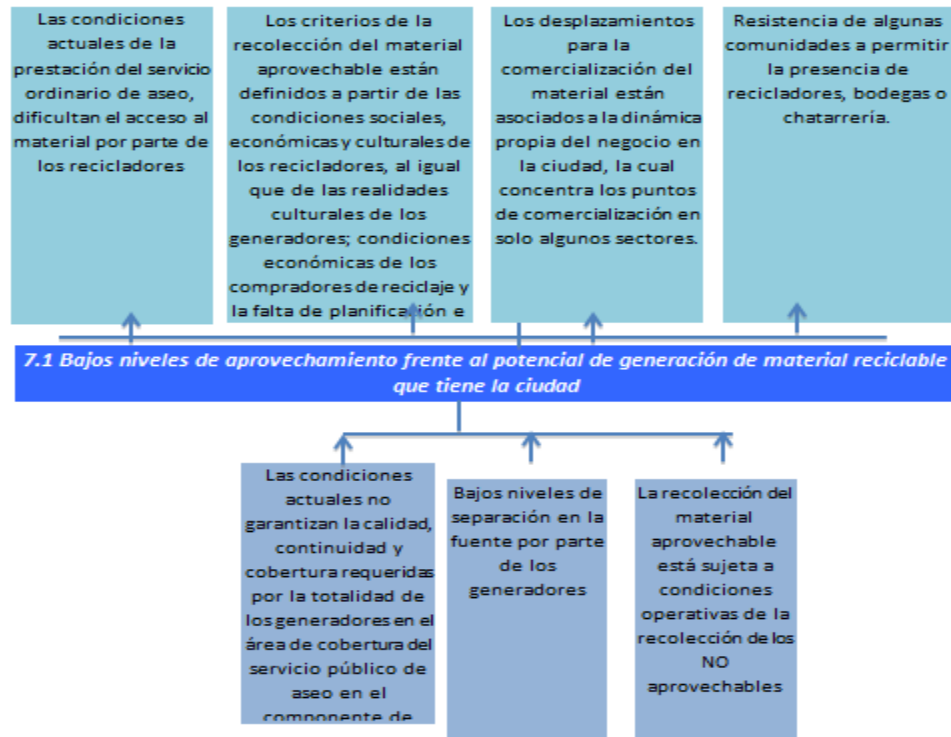 Las condiciones
actuales de la
prestación del servicio
ordinario de aseo,
dificultan el acceso al
material por parte de
los recicladores
Los criterios de la
recolección del material
aprovechable están
definidos a partir de las
condiciones sociales,
económicas y culturales de
los recicladores, al igual
que de las realidades
culturales de los
generadores; condiciones
económicas de los
compradores de reciclaje y
la falta de planificación e
Los desplazamientos
para la
comercialización del
material están
asociados a la dinámica
propia del negocio en
la ciudad, la cual
concentra los puntos
de comercialización en
solo algunos sectores.
Resistencia de algunas
comunidades a permitir
la presencia de
recicladores, bodegas o
chatarrería.
7.1 Bajos niveles de aprovechamiento frente al potencial de generación de material reciclable
que tiene la ciudad
Las condiciones
actuales no
garantizan la calidad,
continuidad y
cobertura requeridas
por la totalidad de
los generadores en el
área de cobertura del
servicio público de
aseo en el
componente de
Bajos niveles de
separación en la
fuente por parte
de los
generadores
La recolección del
material
aprovechable
está sujeta a
condiciones
operativas de la
recolección de los
NO
aprovechables